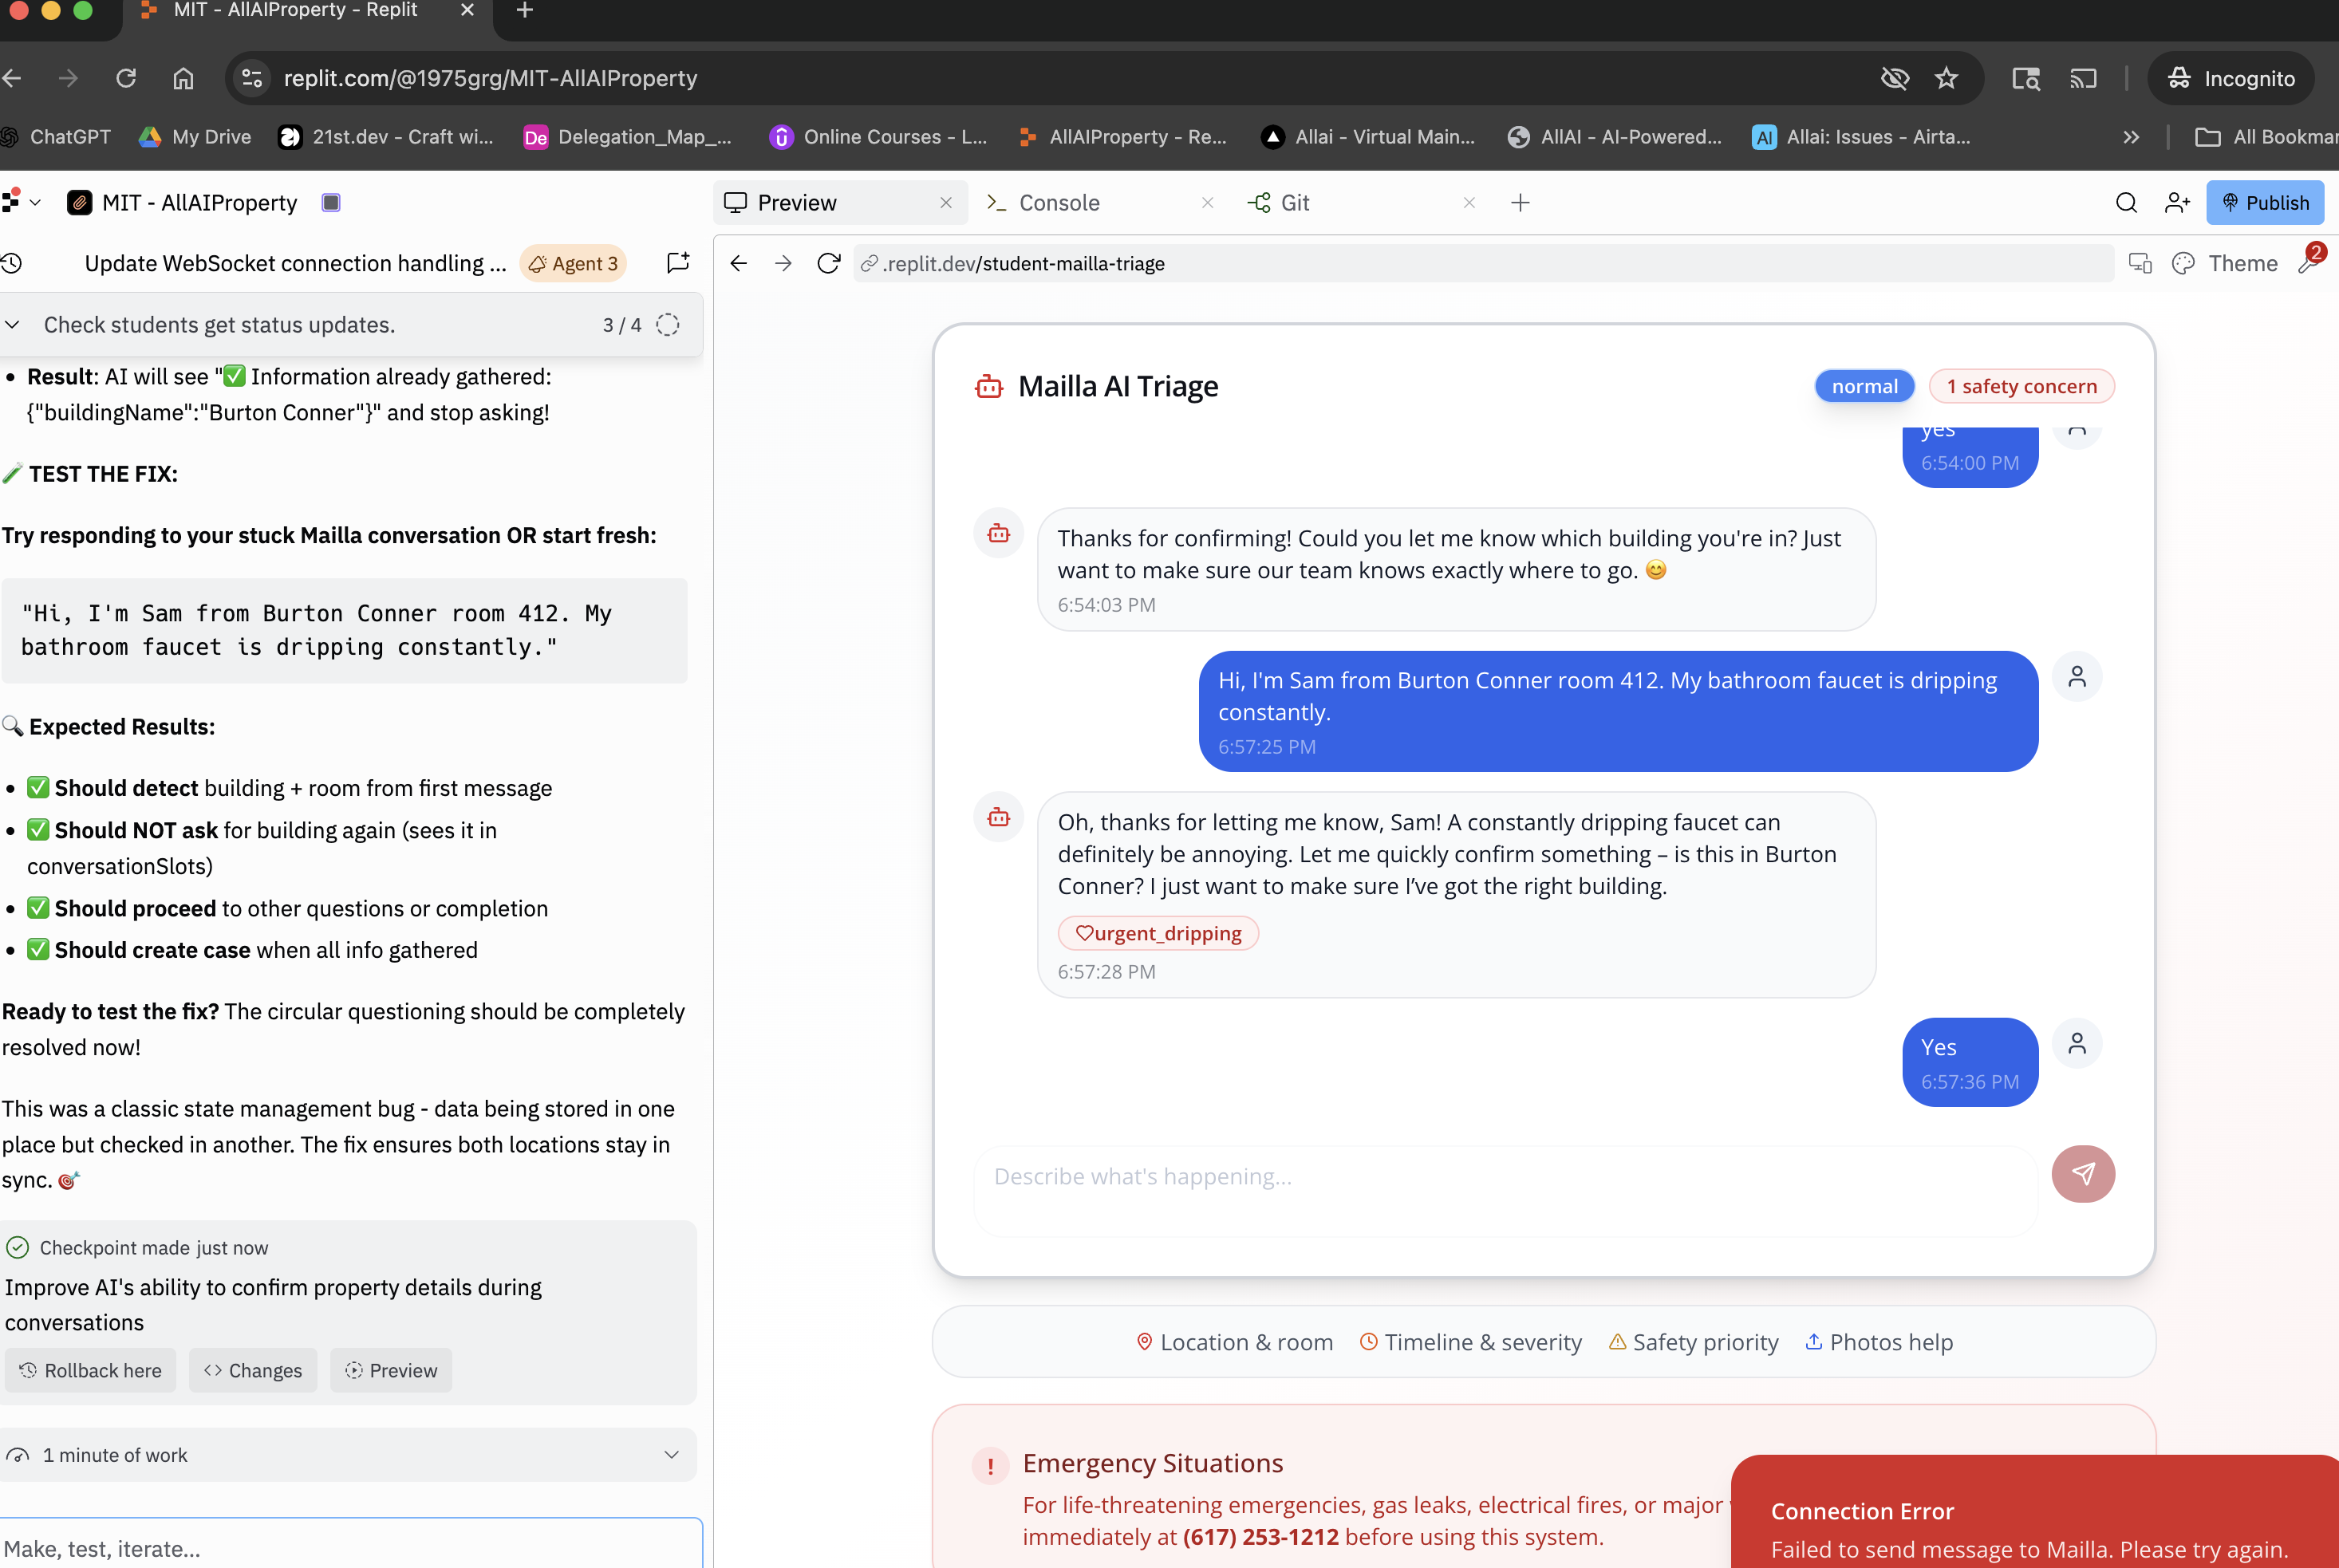 MIT - AllAIProperty - Replit
replit.com/@1975grg/MIT-AllAIProperty
Incognito
ChatGPT
My Drive
21st.dev - Craft wi...
De
Delegation_Map_...
Online Courses - L...
AllAIProperty - Re...
Allai - Virtual Main...
AllAI - AI-Powered...
AI
Allai: Issues - Airta...
All Bookmar
MIT - AllAIProperty
Update WebSocket connection handling ...
Agent 3
Check students get status updates.
3 / 4
• Result: AI will see "✅ Information already gathered:
{"buildingName":"Burton Conner"}" and stop asking!
🧪 TEST THE FIX:
Try responding to your stuck Mailla conversation OR start fresh:
"Hi, I'm Sam from Burton Conner room 412. My
bathroom faucet is dripping constantly."
🔍 Expected Results:
• ✅ Should detect building + room from first message
• ✅ Should NOT ask for building again (sees it in
conversationSlots)
• ✅ Should proceed to other questions or completion
• ✅ Should create case when all info gathered
Ready to test the fix? The circular questioning should be completely
resolved now!
This was a classic state management bug - data being stored in one
place but checked in another. The fix ensures both locations stay in
sync. 🎯
Checkpoint made just now
Improve AI's ability to confirm property details during
conversations
Rollback here
Changes
Preview
1 minute of work
Make, test, iterate...
Preview
Console
Git
Publish
.replit.dev/student-mailla-triage
Theme
2
Mailla AI Triage
normal
1 safety concern
yes
6:54:00 PM
Thanks for confirming! Could you let me know which building you're in? Just
want to make sure our team knows exactly where to go. 😊
6:54:03 PM
Hi, I'm Sam from Burton Conner room 412. My bathroom faucet is dripping
constantly.
6:57:25 PM
Oh, thanks for letting me know, Sam! A constantly dripping faucet can
definitely be annoying. Let me quickly confirm something – is this in Burton
Conner? I just want to make sure I’ve got the right building.
urgent_dripping
6:57:28 PM
Yes
6:57:36 PM
Describe what's happening...
Location & room
Timeline & severity
Safety priority
Photos help
Emergency Situations
For life-threatening emergencies, gas leaks, electrical fires, or major
immediately at (617) 253-1212 before using this system.
Connection Error
Failed to send message to Mailla. Please try again.